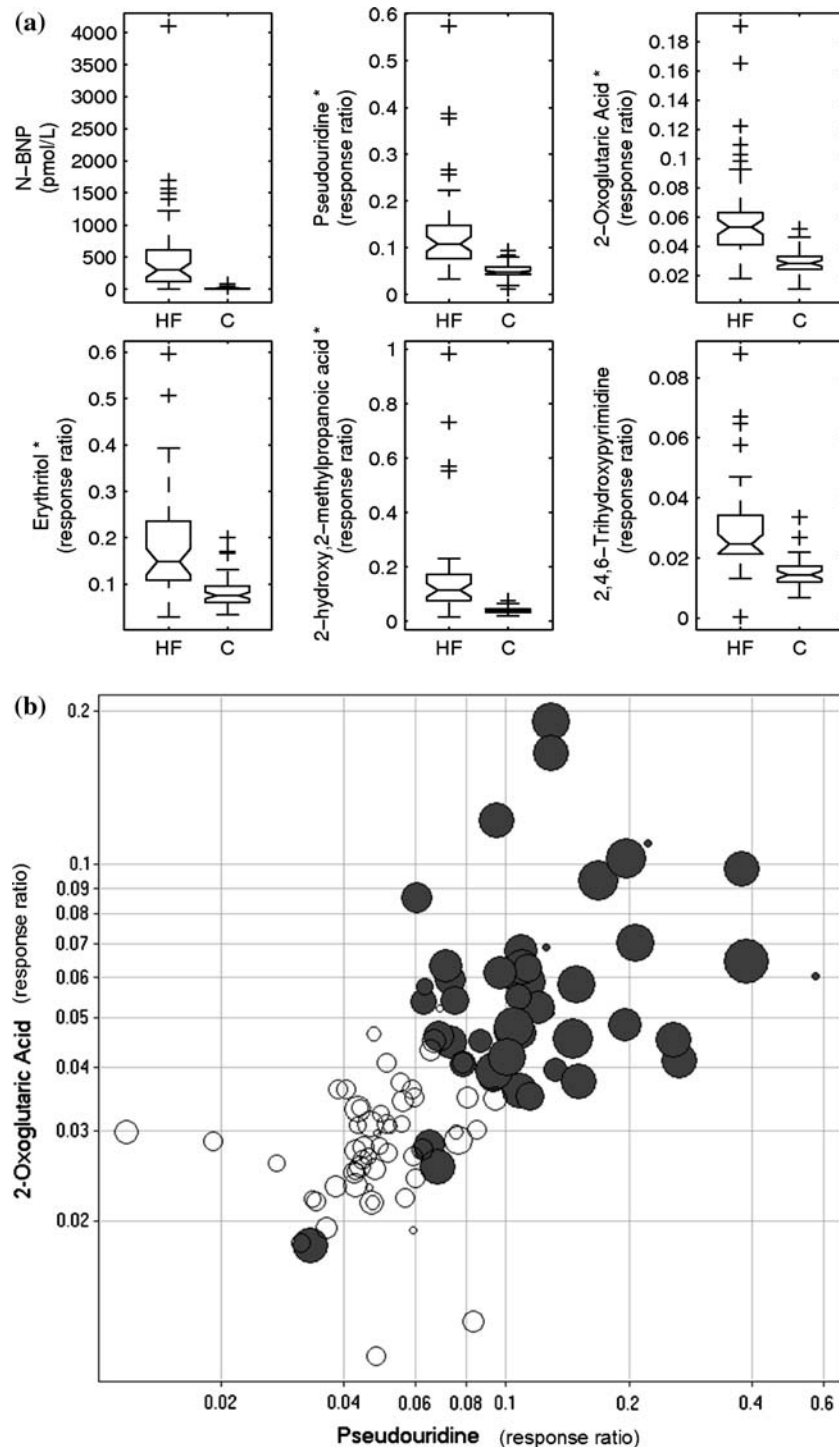 (a)
N-BNP
(pmol/L)
4000
3500
3000
2500
2000
1500
1000
500
0
HF C
Pseudouridine *
(response ratio)
0.6
0.5
0.4
0.3
0.2
0.1
0
HF C
2-Oxoglutaric Acid *
(response ratio)
0.18
0.16
0.14
0.12
0.1
0.08
0.06
0.04
0.02
HF C
Erythritol *
(response ratio)
0.6
0.5
0.4
0.3
0.2
0.1
HF C
2-hydroxy,2-methylpropanoic acid *
(response ratio)
1
0.8
0.6
0.4
0.2
0
HF C
2,4,6-Trihydroxypyrimidine
(response ratio)
0.08
0.06
0.04
0.02
0
HF C
(b)
2-Oxoglutaric Acid (response ratio)
0.2
0.1
0.09
0.08
0.07
0.06
0.05
0.04
0.03
0.02
0.02 0.04 0.06 0.08 0.1 0.2 0.4 0.6
Pseudouridine (response ratio)